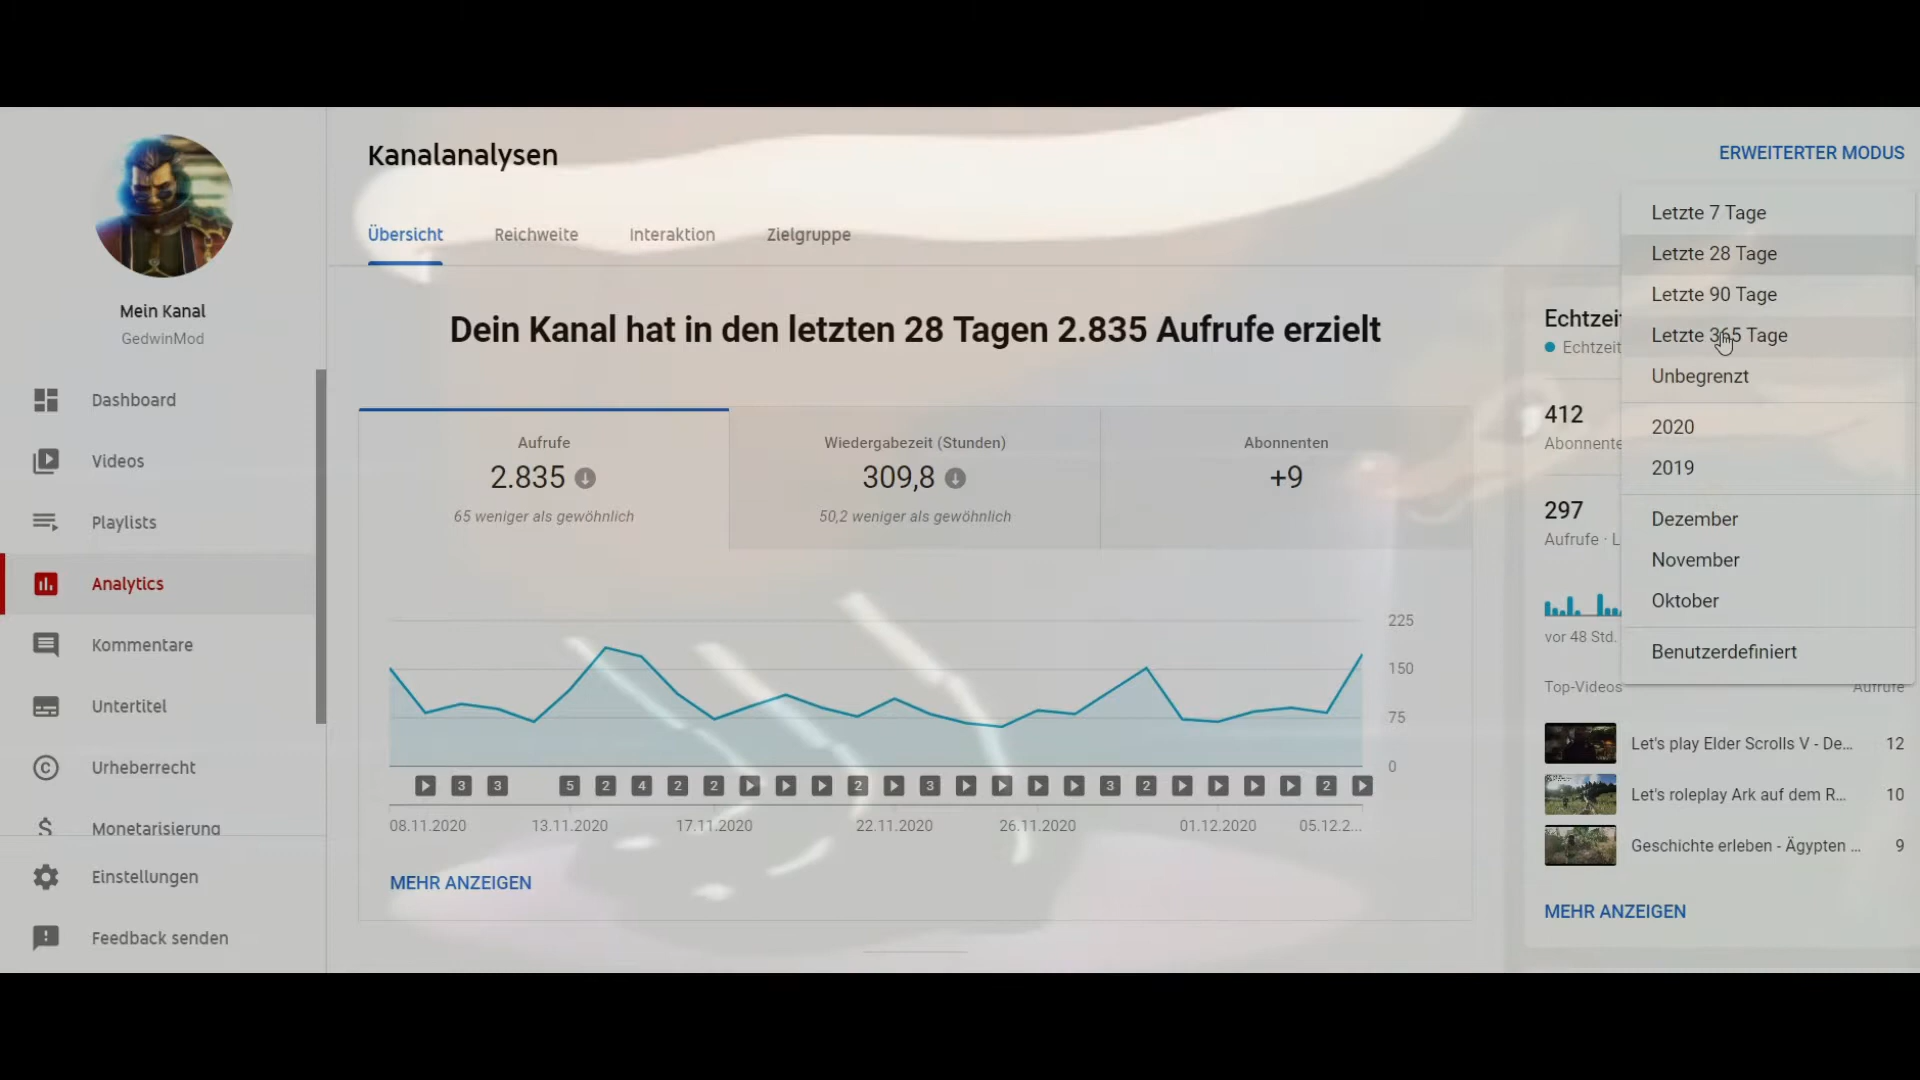 Kanalanalysen
ERWEITERTER MODUS
Übersicht
Reichweite
Interaktion
Zielgruppe
Mein Kanal
GedwinMod
Dashboard
Videos
Playlists
Analytics
Kommentare
Untertitel
Urheberrecht
Monetarisierung
Einstellungen
Feedback senden
Dein Kanal hat in den letzten 28 Tagen 2.835 Aufrufe erzielt
Aufrufe
2.835
65 weniger als gewöhnlich
Wiedergabezeit (Stunden)
309,8
50,2 weniger als gewöhnlich
Abonnenten
+9
225
150
75
0
3 3 5 2 4 2 2 2 3 3 2 2
08.11.2020 13.11.2020 17.11.2020 22.11.2020 26.11.2020 01.12.2020 05.12.2...
MEHR ANZEIGEN
Letzte 7 Tage
Letzte 28 Tage
Letzte 90 Tage
Letzte 365 Tage
Unbegrenzt
2020
2019
Dezember
November
Oktober
Benutzerdefiniert
Echtzei
Echtzeit
412
Abonnente
297
Aufrufe · L
vor 48 Std.
Top-Videos Aufrufe
Let's play Elder Scrolls V - De... 12
Let's roleplay Ark auf dem R... 10
Geschichte erleben - Ägypten ... 9
MEHR ANZEIGEN